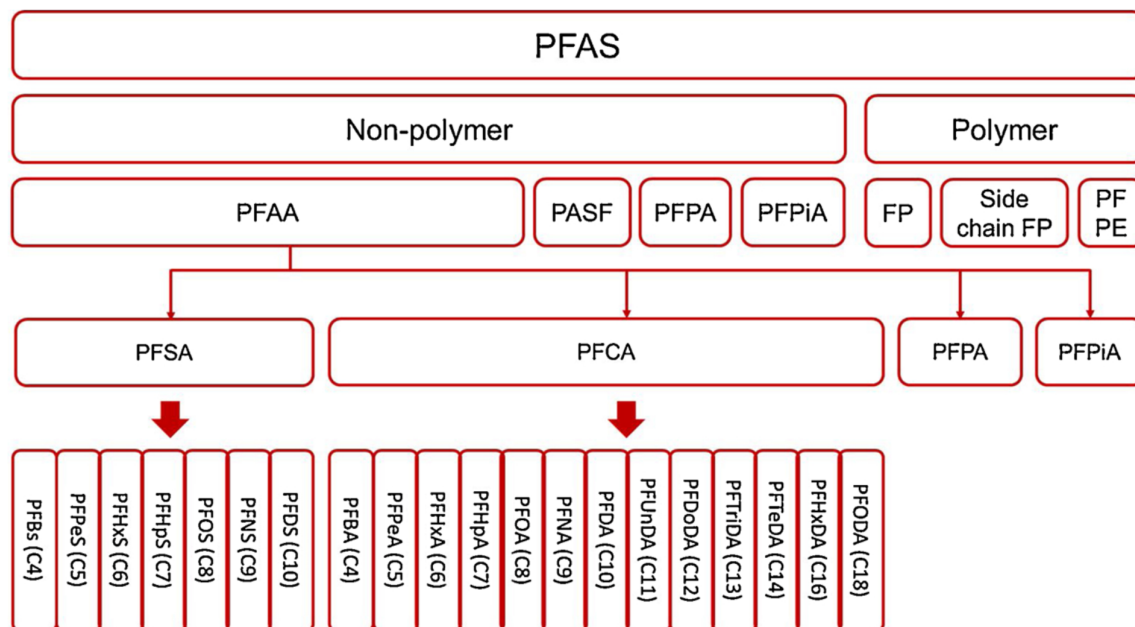 PFAS
Non-polymer
Polymer
PFAA
PASF
PFPA
PFPiA
FP
Side
chain FP
PF
PE
PFSA
PFCA
PFPA
PFPiA
PFBs (C4)
PFPeS (C5)
PFHxS (C6)
PFHpS (C7)
PFOS (C8)
PFNS (C9)
PFDS (C10)
PFBA (C4)
PFPeA (C5)
PFHxA (C6)
PFHpA (C7)
PFOA (C8)
PFNA (C9)
PFDA (C10)
PFUnDA (C11)
PFDoDA (C12)
PFTriDA (C13)
PFTeDA (C14)
PFHxDA (C16)
PFODA (C18)